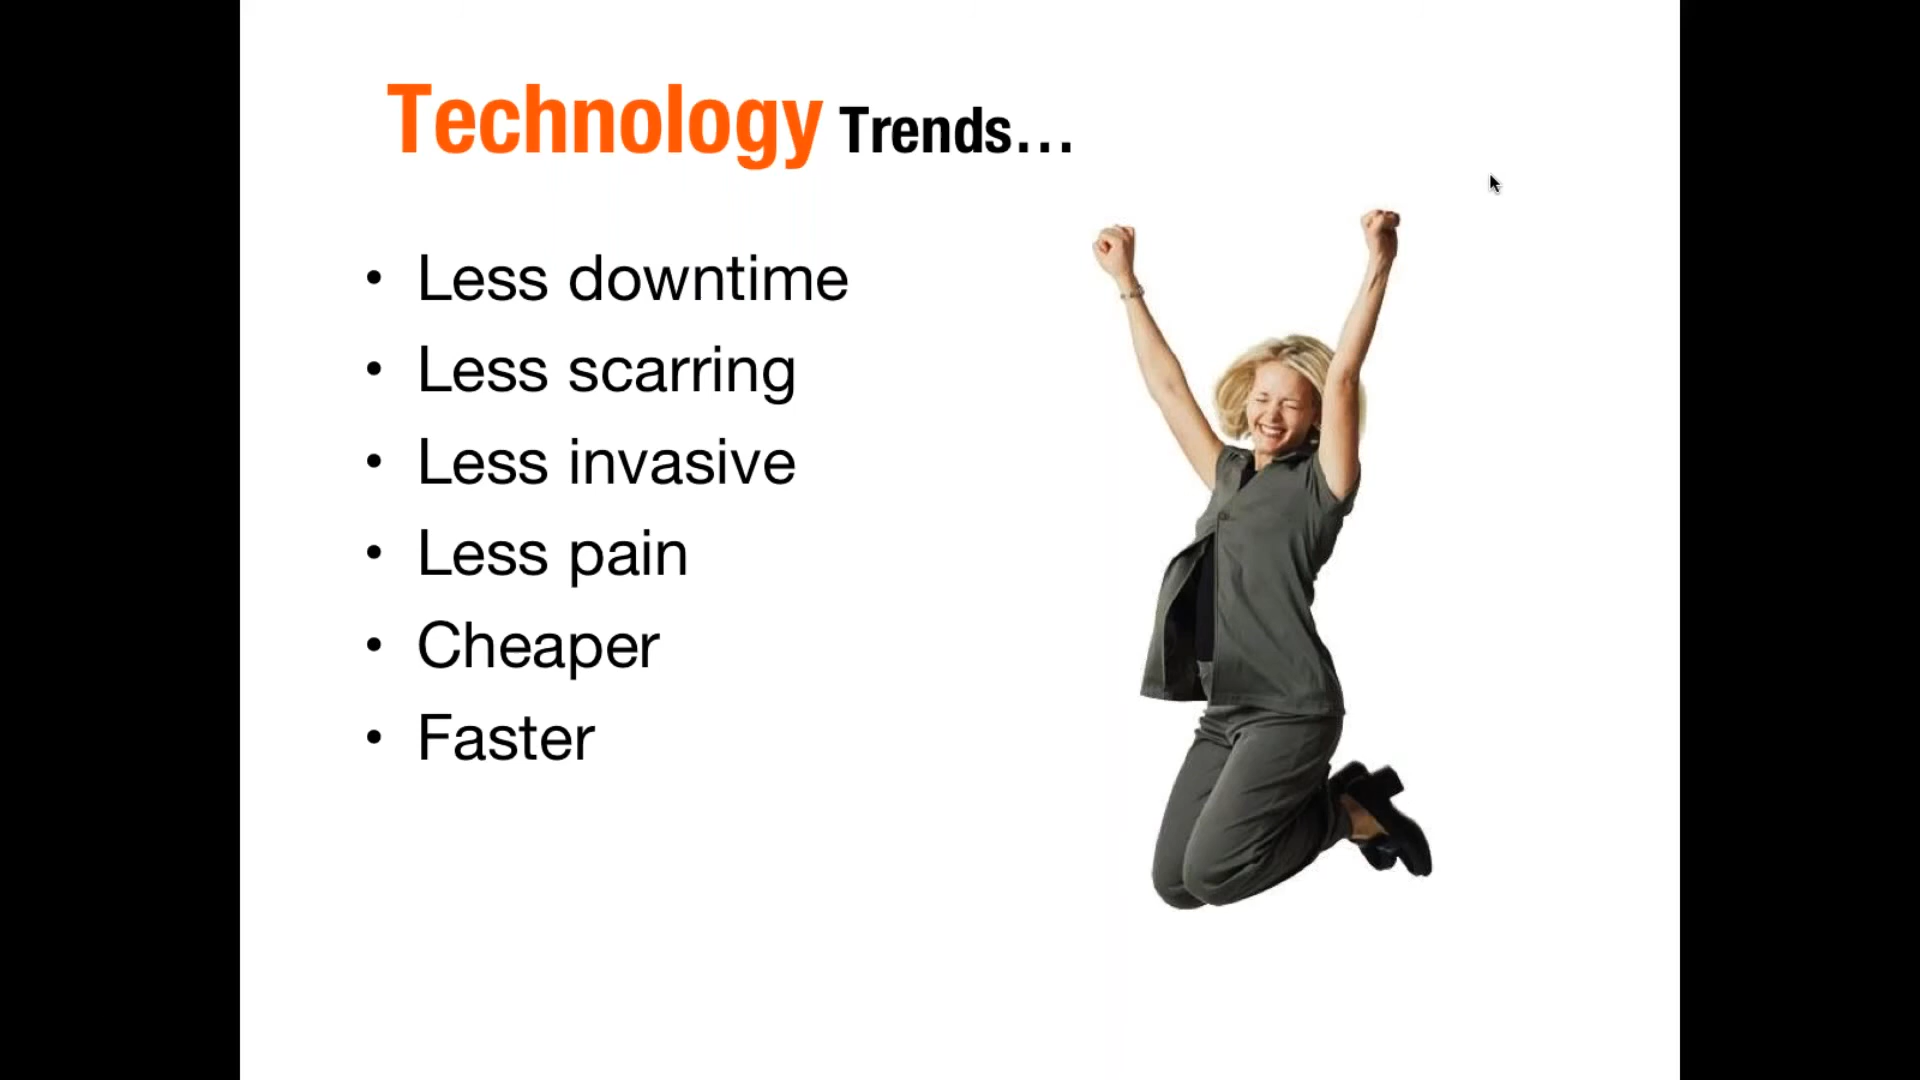 Technology Trends...
• Less downtime
• Less scarring
• Less invasive
• Less pain
• Cheaper
• Faster